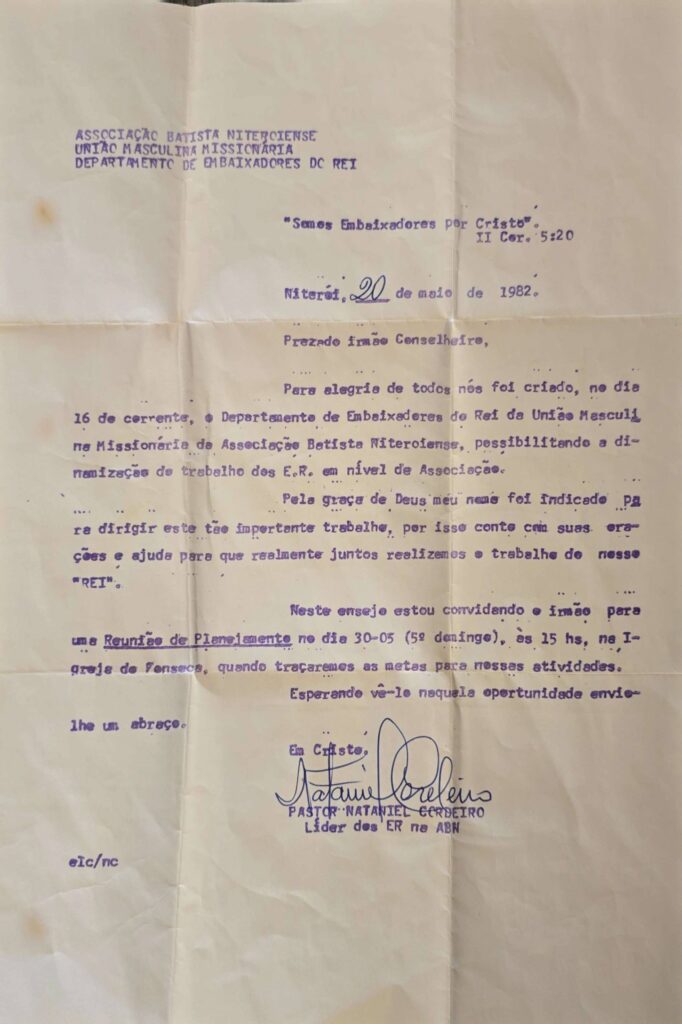 ASSOCIAÇÃO BATISTA NITEROIENSE
UNIÃO MASCULINA MISSIONÁRIA
DEPARTAMENTO DE EMBAIXADORES DO REI
"Somos Embaixadores por Cristo".
II Cor. 5:20
Niterói, 20 de maio de 1982.
Prezado irmão Conselheiro,
Para alegria de todos nós foi criado, no dia
16 do corrente, o Departamento de Embaixadores do Rei da União Masculi
na Missionária da Associação Batista Niteroiense, possibilitando a di-
namização do trabalho dos E.R. em nível de Associação.
Pela graça de Deus meu nome foi indicado pa
ra dirigir este tão importante trabalho, por isso conto com suas ora-
ções e ajuda para que realmente juntos realizemos o trabalho do nosso
"REI".
Neste ensejo estou convidando o irmão para
uma Reunião de Planejamento no dia 30-05 (5º domingo), às 15 hs, na I-
greja do Fonseca, quando traçaremos as metas para nossas atividades.
Esperando vê-lo naquela oportunidade envio-
lhe um abraço.
Em Cristo,
Nataniel Cordeiro
PASTOR NATANIEL CORDEIRO
Líder dos ER na ABN
elc/nc